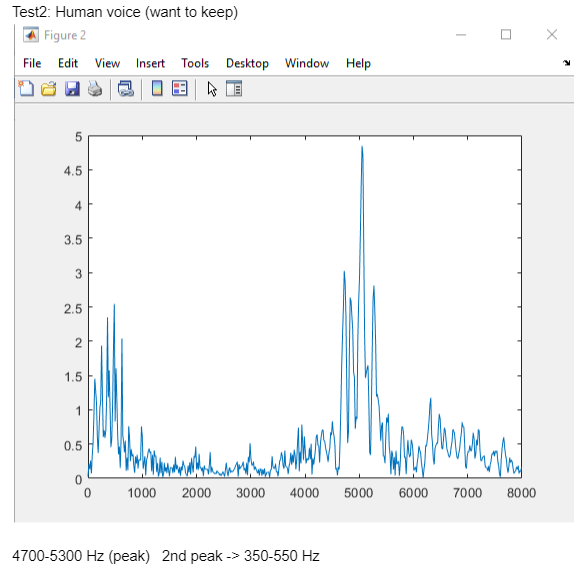 Test2: Human voice (want to keep)
Figure 2
File Edit View Insert Tools Desktop Window Help
5
4.5
4
3.5
3
2.5
2
1.5
1
0.5
0
0 1000 2000 3000 4000 5000 6000 7000 8000
4700-5300 Hz (peak) 2nd peak -> 350-550 Hz